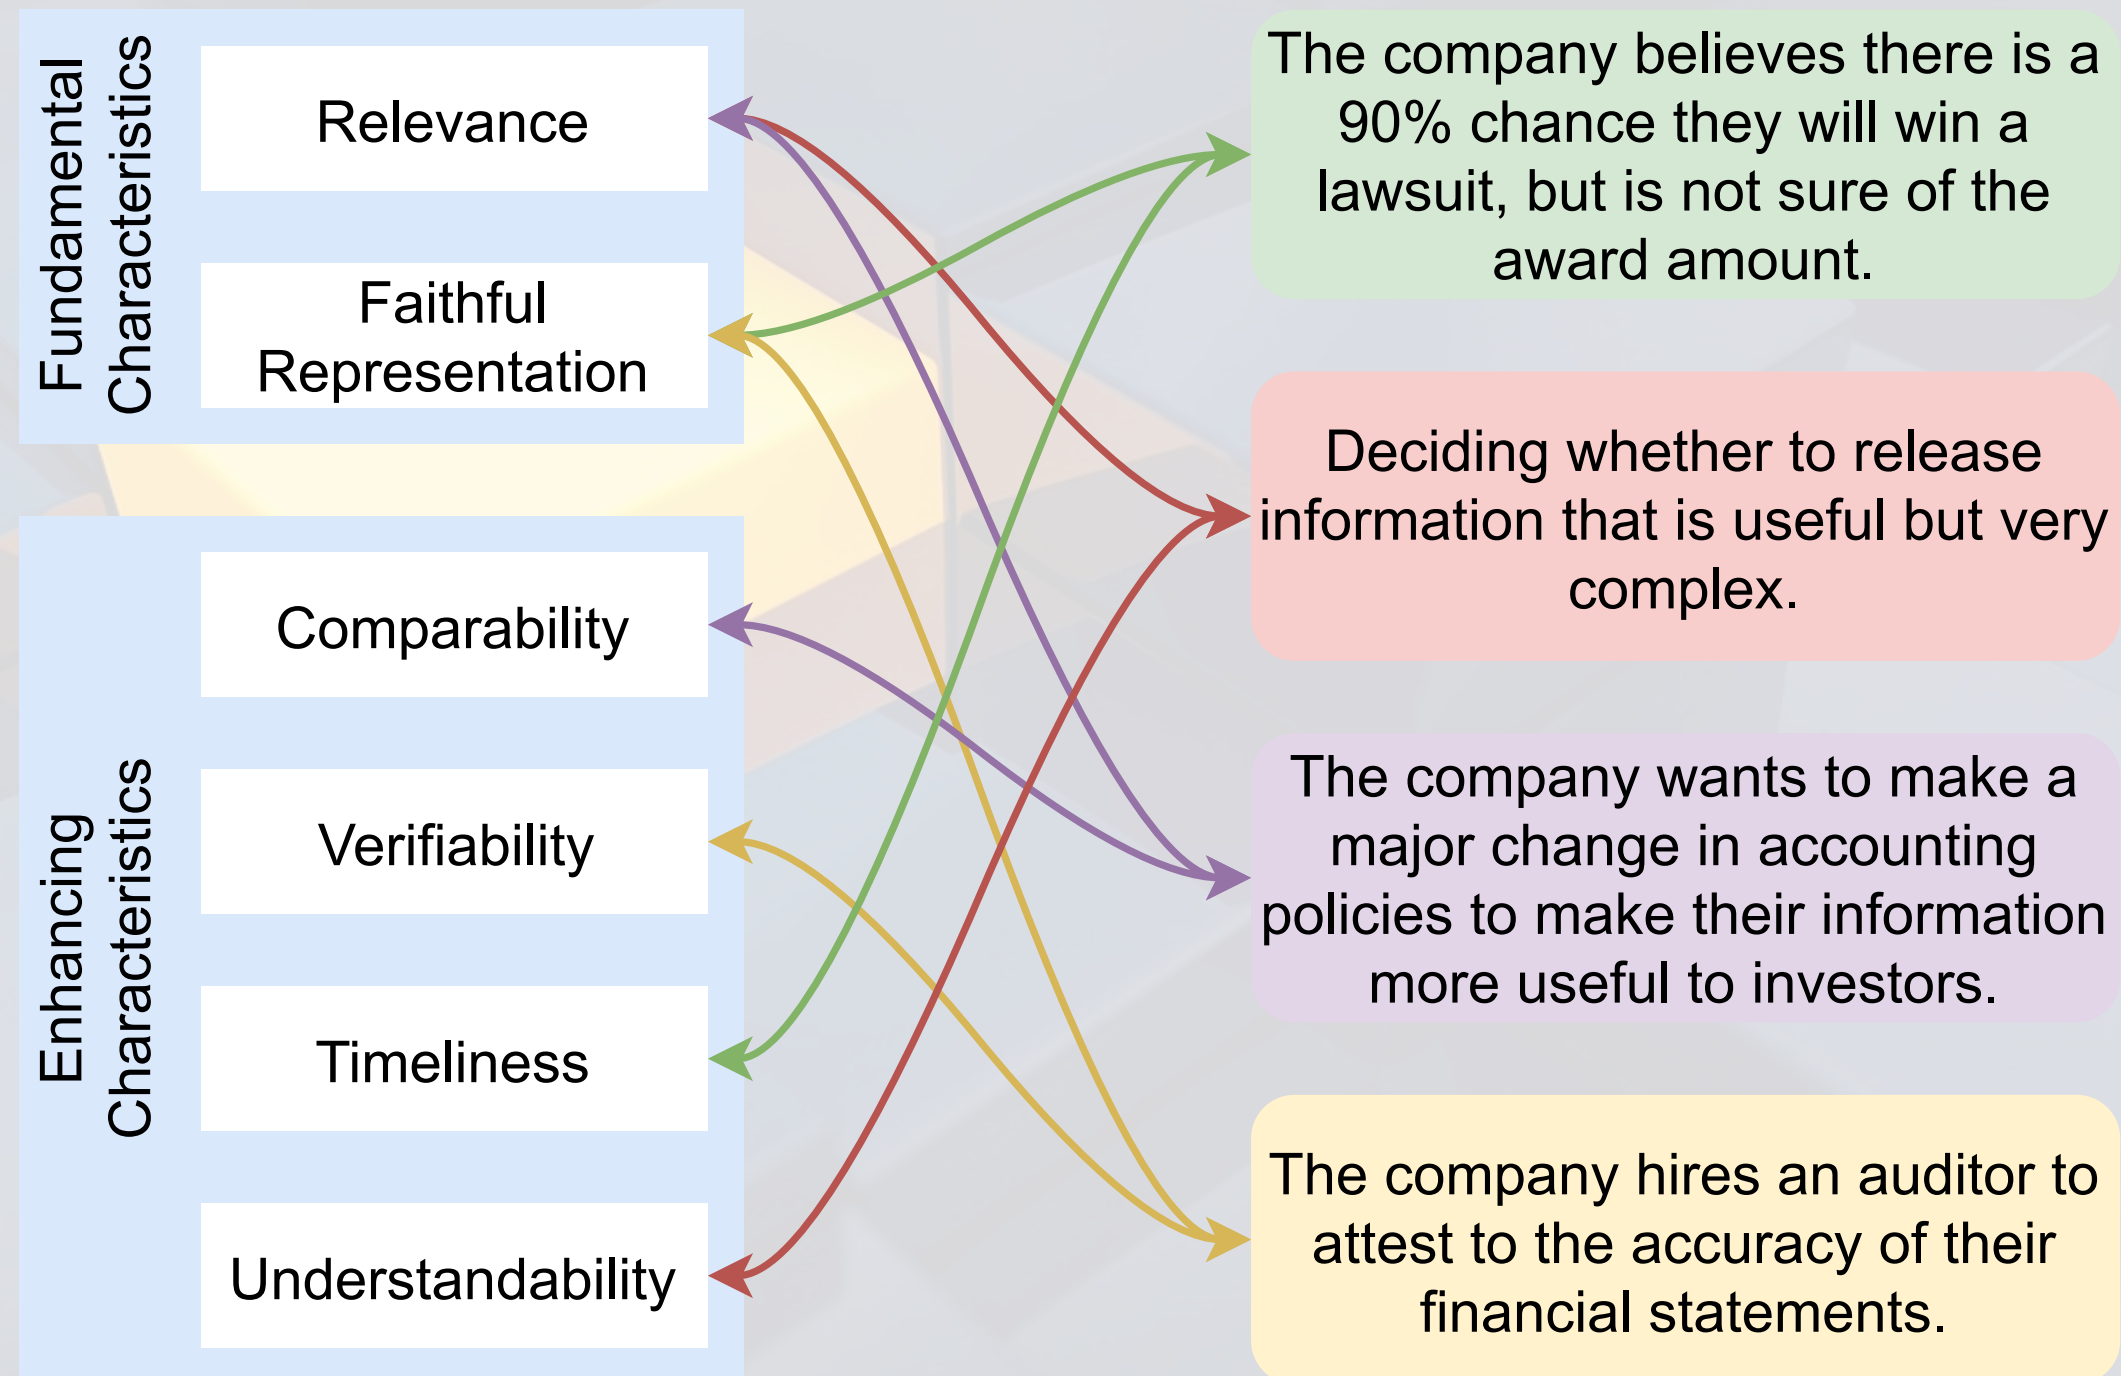 Fundamental
Characteristics
Relevance
Faithful
Representation
Enhancing
Characteristics
Comparability
Verifiability
Timeliness
Understandability
The company believes there is a
90% chance they will win a
lawsuit, but is not sure of the
award amount.
Deciding whether to release
information that is useful but very
complex.
The company wants to make a
major change in accounting
policies to make their information
more useful to investors.
The company hires an auditor to
attest to the accuracy of their
financial statements.